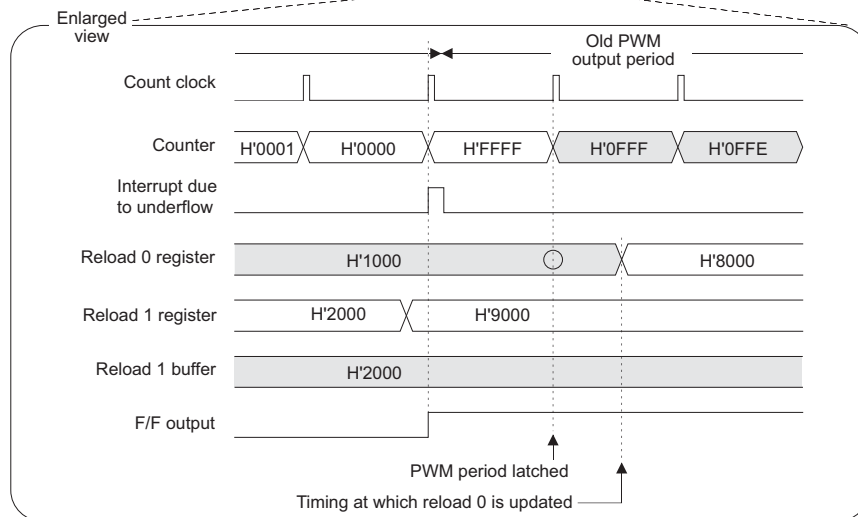 Enlarged
view
Old PWM
output period
Count clock
Counter
H'0001
H'0000
H'FFFF
H'0FFF
H'0FFE
Interrupt due
to underflow
Reload 0 register
H'1000
H'8000
Reload 1 register
H'2000
H'9000
Reload 1 buffer
H'2000
F/F output
PWM period latched
Timing at which reload 0 is updated